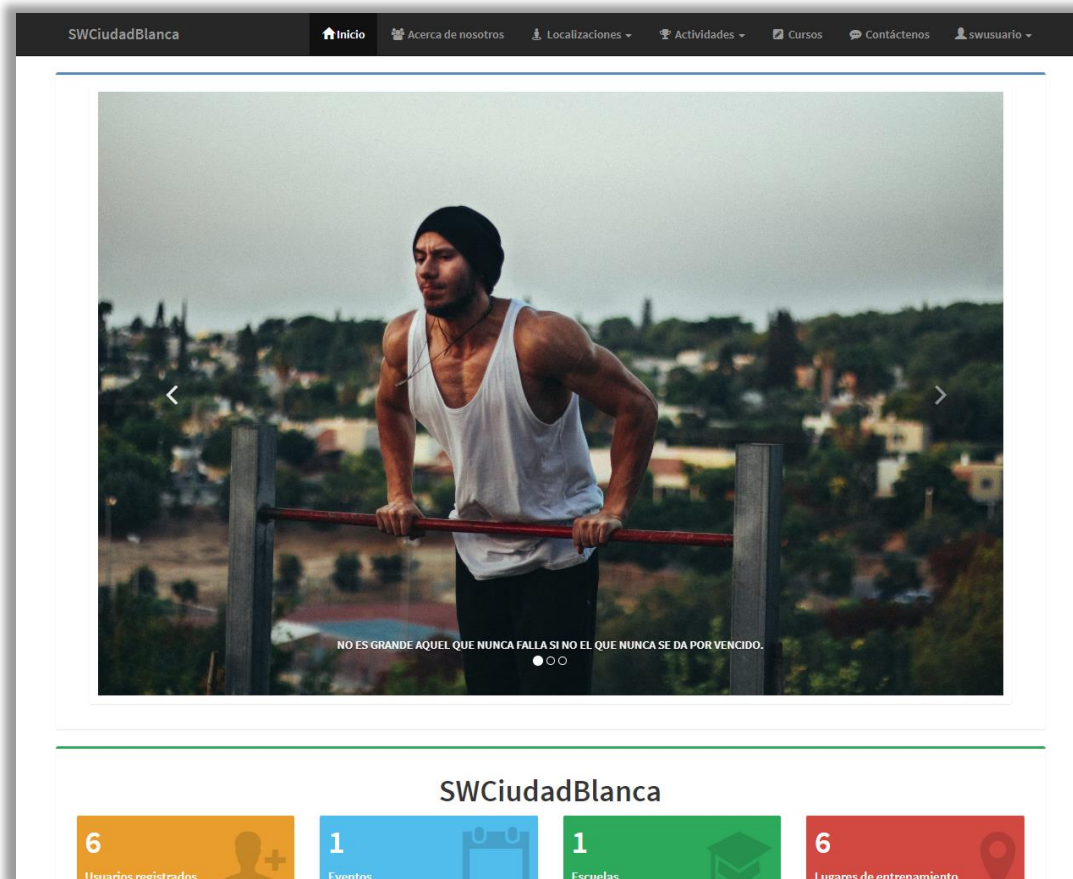 SWCiudadBlanca Inicio Acerca de nosotros Localizaciones Actividades Cursos Contáctenos swusuario
NO ES GRANDE AQUEL QUE NUNCA FALLA SI NO EL QUE NUNCA SE DA POR VENCIDO.
SWCiudadBlanca
6 1 1 6
Usuarios registrados Eventos Escuelas Lugares de entrenamiento